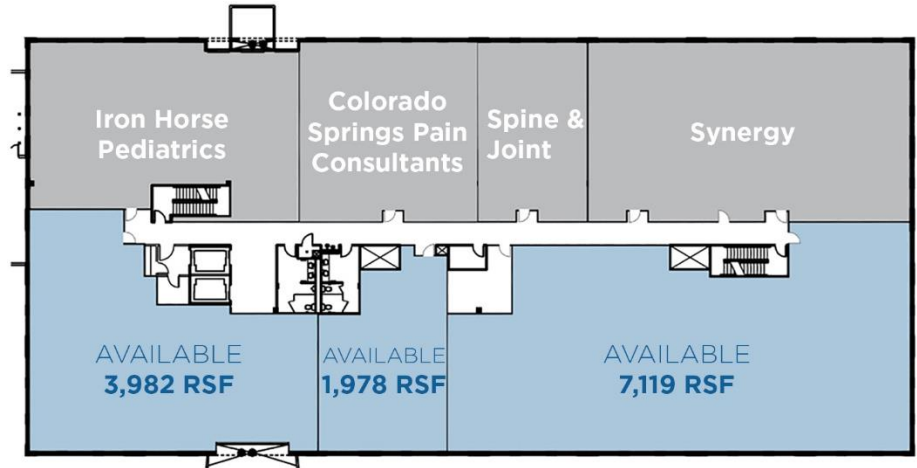 Iron Horse
Pediatrics
Colorado
Springs Pain
Consultants
Spine &
Joint
Synergy
AVAILABLE
3,982 RSF
AVAILABLE
1,978 RSF
AVAILABLE
7,119 RSF